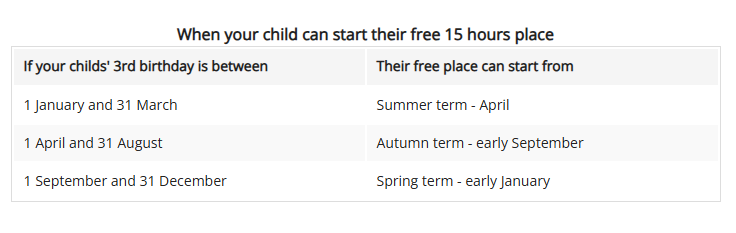 When your child can start their free 15 hours place
If your childs' 3rd birthday is between Their free place can start from
1 January and 31 March Summer term - April
1 April and 31 August Autumn term - early September
1 September and 31 December Spring term - early January